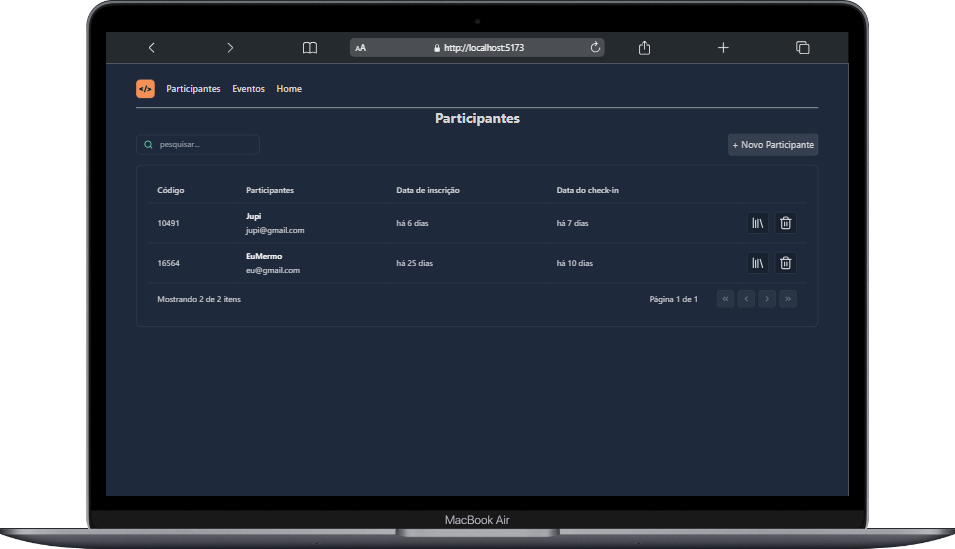 AA http://localhost:5173
</> Participantes Eventos Home
Participantes
pesquisar...
+ Novo Participante
Código Participantes Data de inscrição Data do check-in
10491 Jupi há 6 dias há 7 dias
jupi@gmail.com
16564 EuMermo há 25 dias há 10 dias
eu@gmail.com
Mostrando 2 de 2 itens Página 1 de 1
MacBook Air